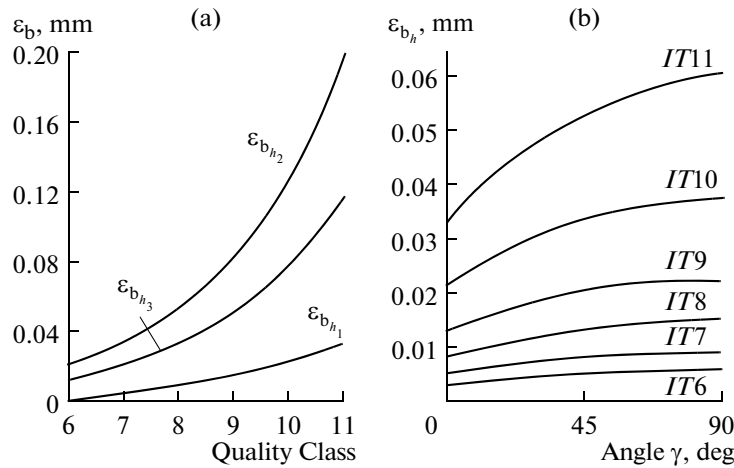 (a)
ε_b, mm
0.20
0.16
0.12
0.08
0.04
0
ε_{b_{h_2}}
ε_{b_{h_3}}
ε_{b_{h_1}}
6 7 8 9 10 11
Quality Class
(b)
ε_{b_h}, mm
0.06
0.05
0.04
0.03
0.02
0.01
0
IT11
IT10
IT9
IT8
IT7
IT6
45 90
Angle γ, deg